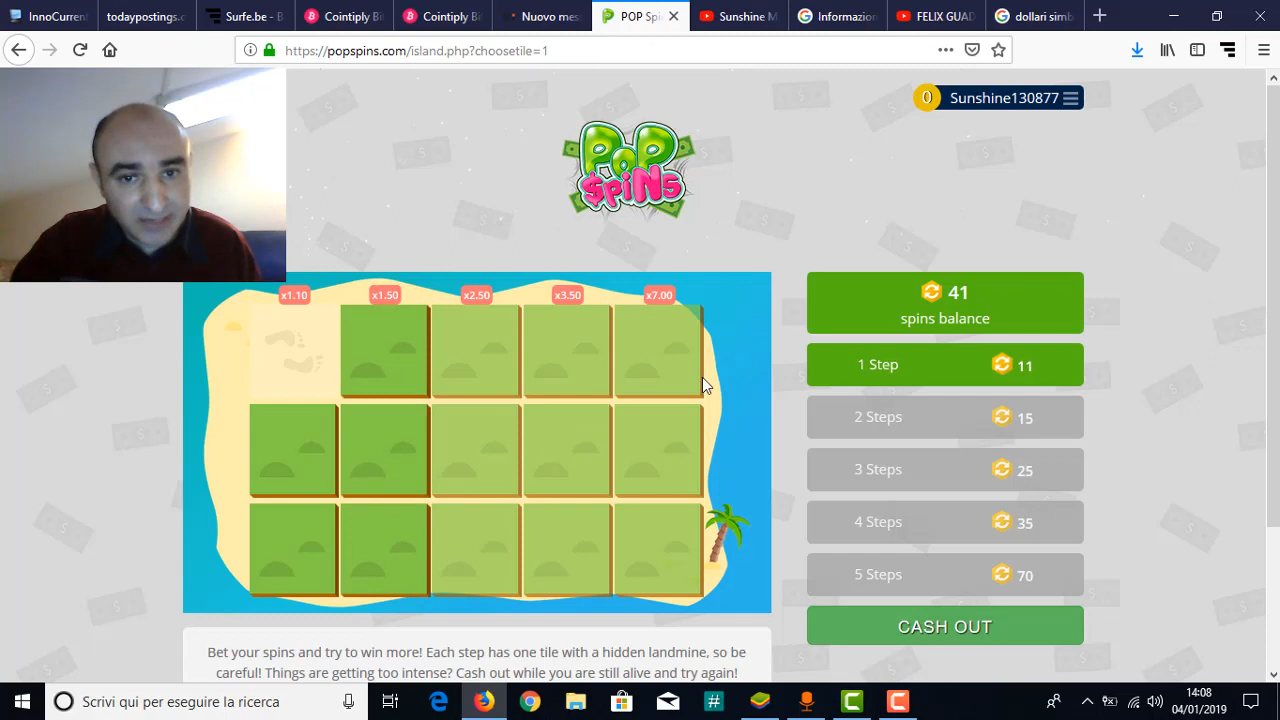 InnoCurrent
todaypostings.c
Surfe.be - B
Cointiply Bi
Cointiply Bi
Nuovo mes
POP Spi
Sunshine M
Informazio
FELIX GUAD
dollari simb
https://popspins.com/island.php?choosetile=1
0 Sunshine130877
POP $piNs
x1.10 x1.50 x2.50 x3.50 x7.00
41
spins balance
1 Step 11
2 Steps 15
3 Steps 25
4 Steps 35
5 Steps 70
CASH OUT
Bet your spins and try to win more! Each step has one tile with a hidden landmine, so be
careful! Things are getting too intense? Cash out while you are still alive and try again!
Scrivi qui per eseguire la ricerca
14:08
04/01/2019